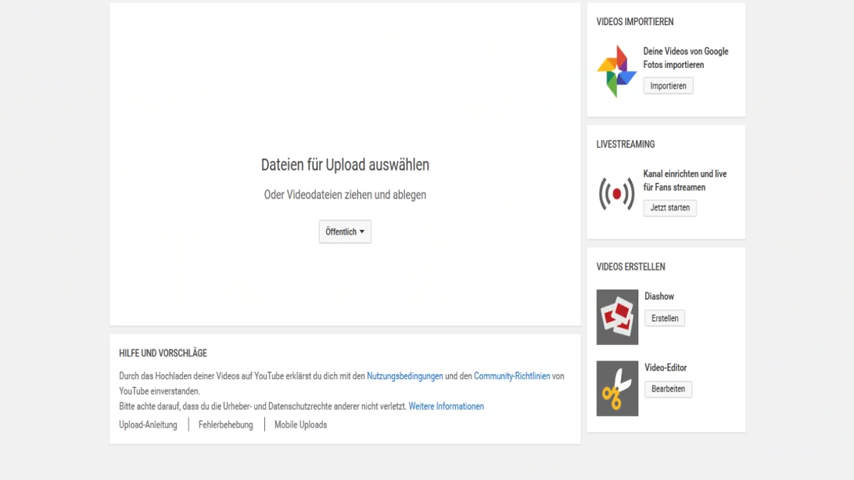 Dateien für Upload auswählen
Oder Videodateien ziehen und ablegen
Öffentlich
HILFE UND VORSCHLÄGE
Durch das Hochladen deiner Videos auf YouTube erklärst du dich mit den Nutzungsbedingungen und den Community-Richtlinien von
YouTube einverstanden.
Bitte achte darauf, dass du die Urheber- und Datenschutzrechte anderer nicht verletzt. Weitere Informationen
Upload-Anleitung Fehlerbehebung Mobile Uploads
VIDEOS IMPORTIEREN
Deine Videos von Google
Fotos importieren
Importieren
LIVESTREAMING
Kanal einrichten und live
für Fans streamen
Jetzt starten
VIDEOS ERSTELLEN
Diashow
Erstellen
Video-Editor
Bearbeiten